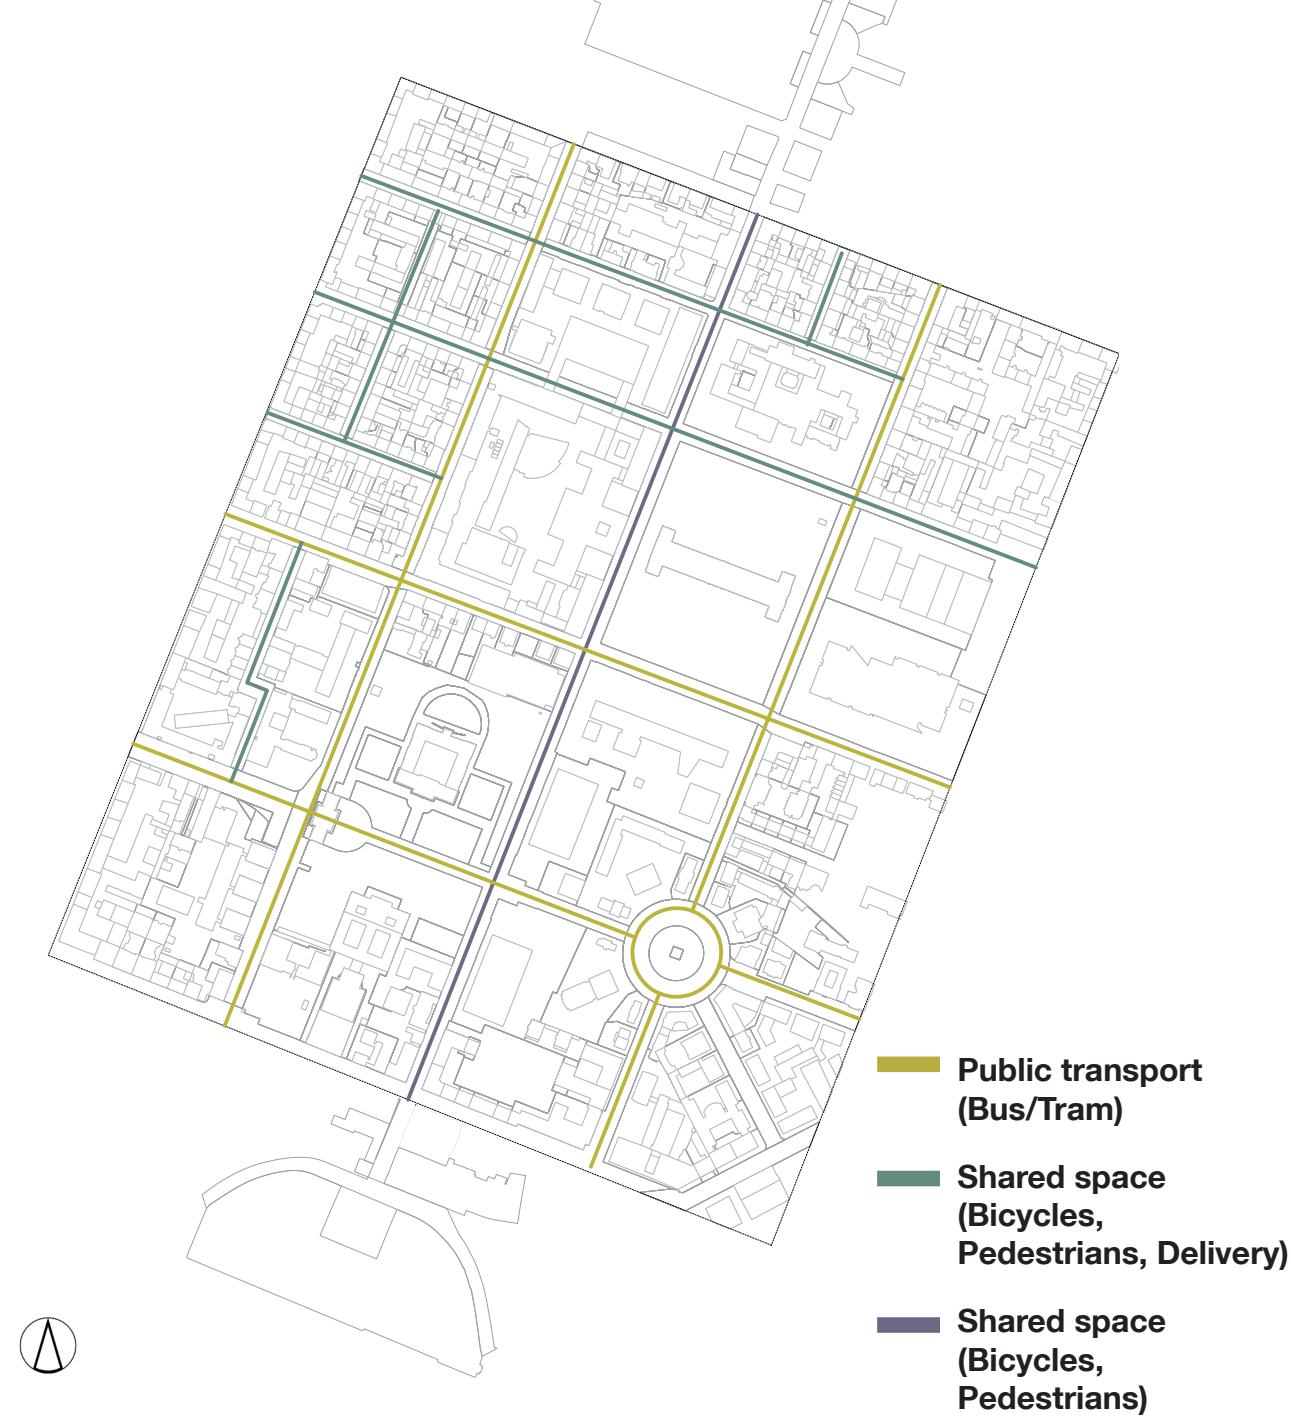 Public transport
(Bus/Tram)
Shared space
(Bicycles,
Pedestrians, Delivery)
Shared space
(Bicycles,
Pedestrians)